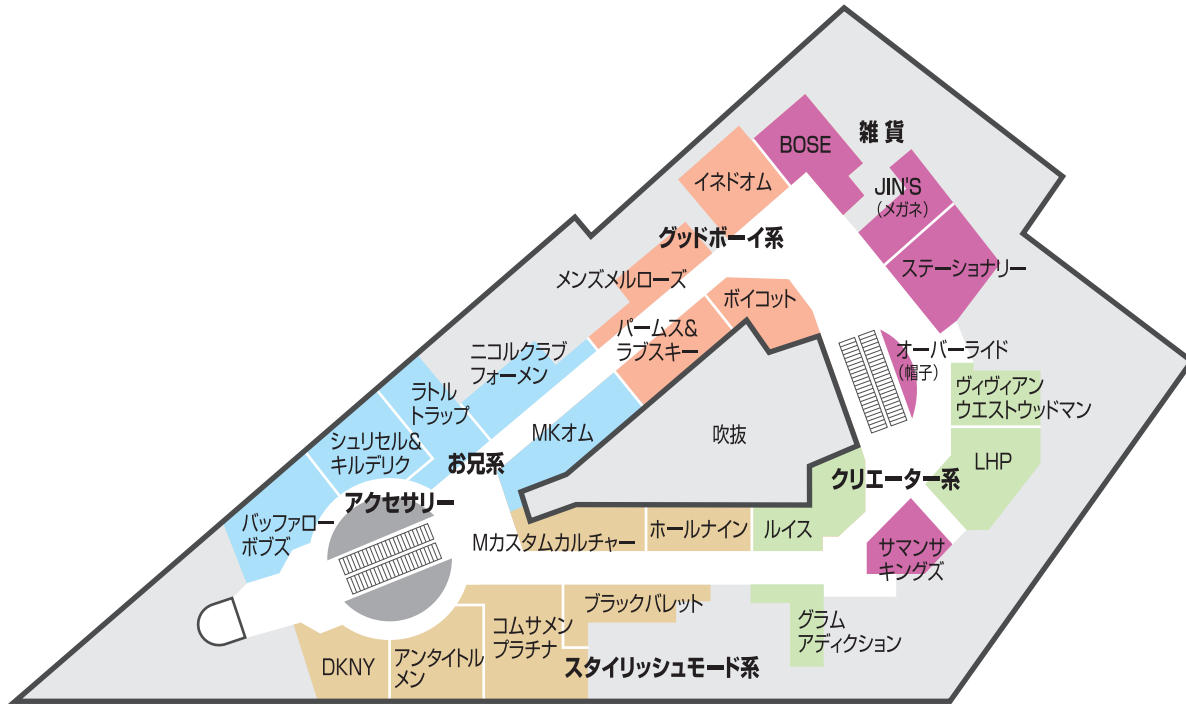 BOSE
雑貨
イネドオム
JIN'S
（メガネ）
グッドボーイ系
ステーショナリー
メンズメルローズ
ボイコット
パームス&
ラブスキー
ニコルクラブ
フォーメン
オーバーライド
（帽子）
ラトル
トラップ
ヴィヴィアン
ウエストウッドマン
シュリセル&
キルデリク
MKオム
吹抜
お兄系
LHP
クリエーター系
アクセサリー
バッファロー
ボブズ
Mカスタムカルチャー
ホールナイン
ルイス
サマンサ
キングズ
ブラックバレット
コムサメン
プラチナ
グラム
アディクション
DKNY
アンタイトル
メン
スタイリッシュモード系